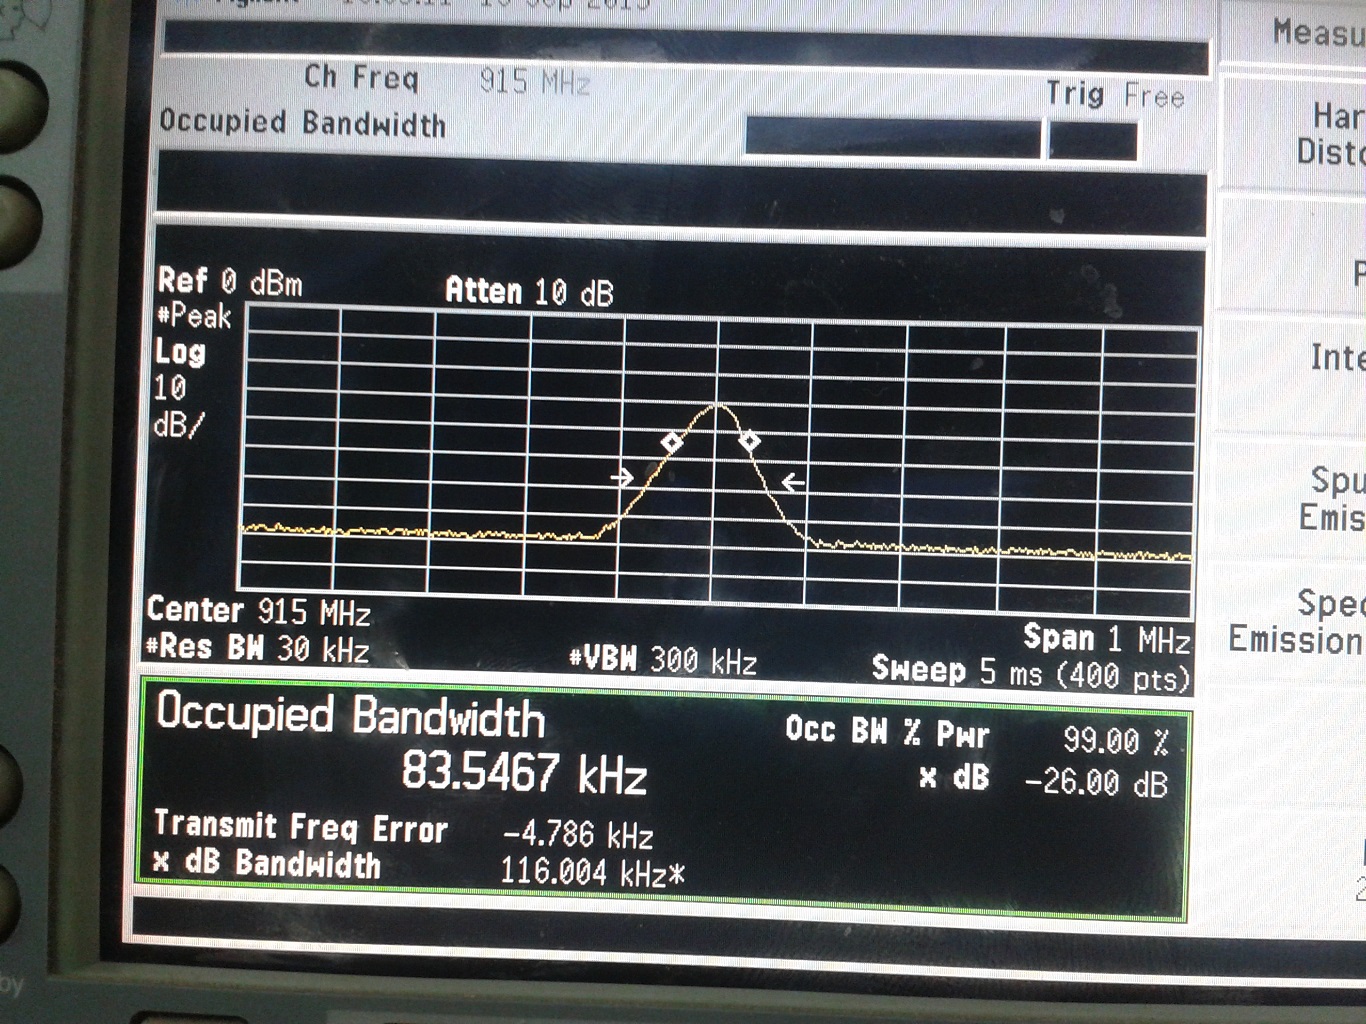 Agilent
Ch Freq 915 MHz
Trig Free
Occupied Bandwidth
Measu
Har
Disto
P
Inte
Spu
Emis
Spec
Emission
Ref 0 dBm
Atten 10 dB
#Peak
Log
10
dB/
Center 915 MHz
Span 1 MHz
#Res BW 30 kHz
#VBW 300 kHz
Sweep 5 ms (400 pts)
Occupied Bandwidth
83.5467 kHz
Occ BW % Pwr 99.00 %
x dB -26.00 dB
Transmit Freq Error -4.786 kHz
x dB Bandwidth 116.004 kHz*
by